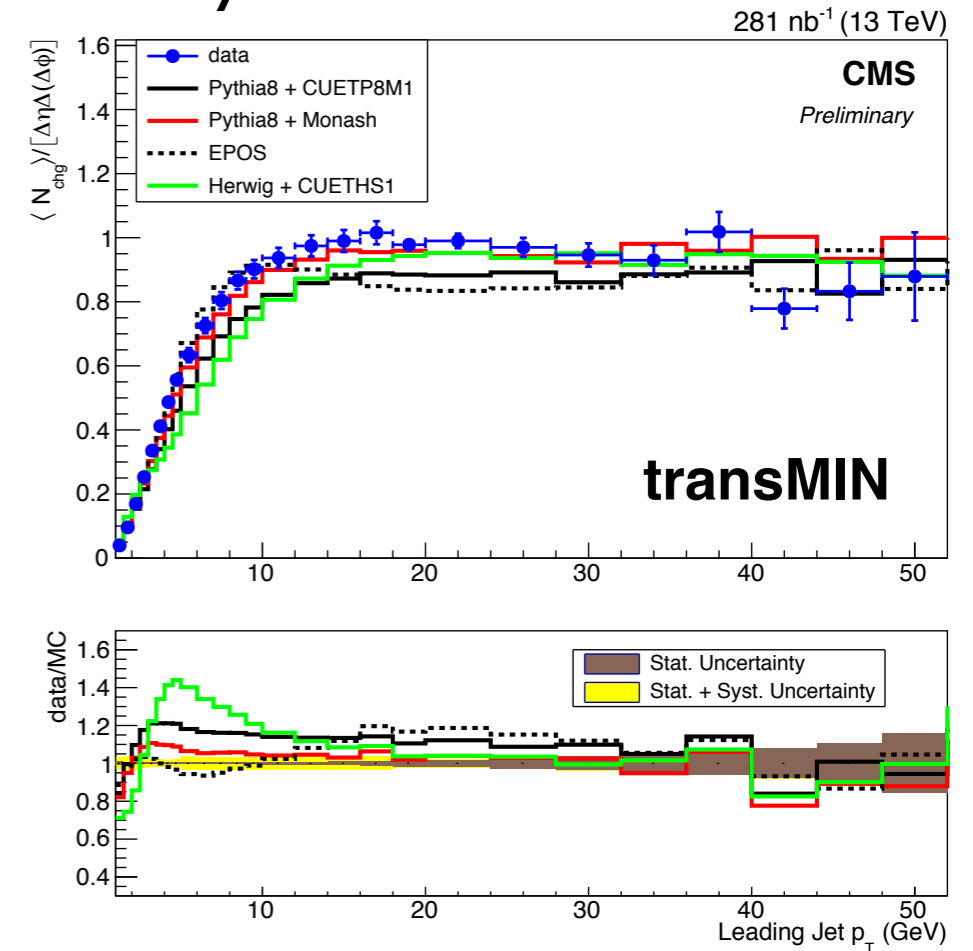 281 nb-1 (13 TeV)
⟨ Nchg ⟩/[ΔηΔ(Δφ)]
1.6
1.4
1.2
1
0.8
0.6
0.4
0.2
0
data
Pythia8 + CUETP8M1
Pythia8 + Monash
EPOS
Herwig + CUETHS1
CMS
Preliminary
transMIN
10 20 30 40 50
data/MC
1.6
1.4
1.2
1
0.8
0.6
0.4
Stat. Uncertainty
Stat. + Syst. Uncertainty
10 20 30 40 50
Leading Jet pT (GeV)